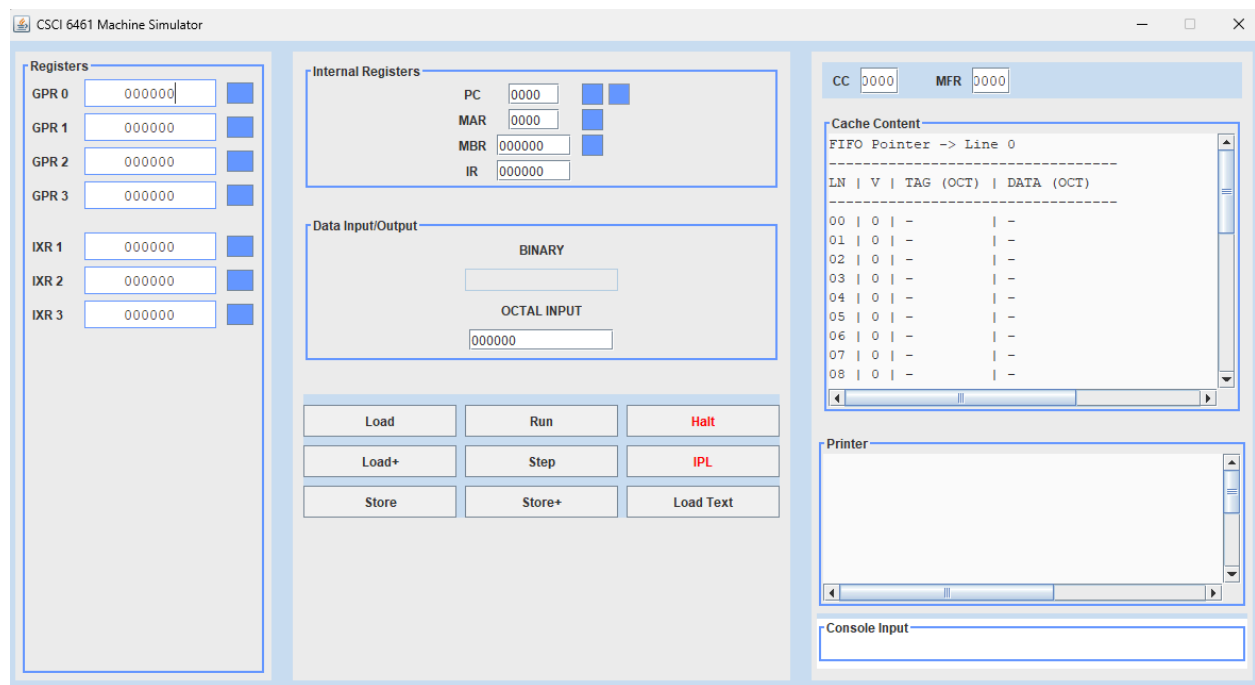 CSCI 6461 Machine Simulator
Registers
GPR 0 000000
GPR 1 000000
GPR 2 000000
GPR 3 000000
IXR 1 000000
IXR 2 000000
IXR 3 000000
Internal Registers
PC 0000
MAR 0000
MBR 000000
IR 000000
Data Input/Output
BINARY
OCTAL INPUT
000000
Load Run Halt
Load+ Step IPL
Store Store+ Load Text
CC 0000 MFR 0000
Cache Content
FIFO Pointer -> Line 0
----------------------------------
LN | V | TAG (OCT) | DATA (OCT)
----------------------------------
00 | 0 | - | -
01 | 0 | - | -
02 | 0 | - | -
03 | 0 | - | -
04 | 0 | - | -
05 | 0 | - | -
06 | 0 | - | -
07 | 0 | - | -
08 | 0 | - | -
Printer
Console Input